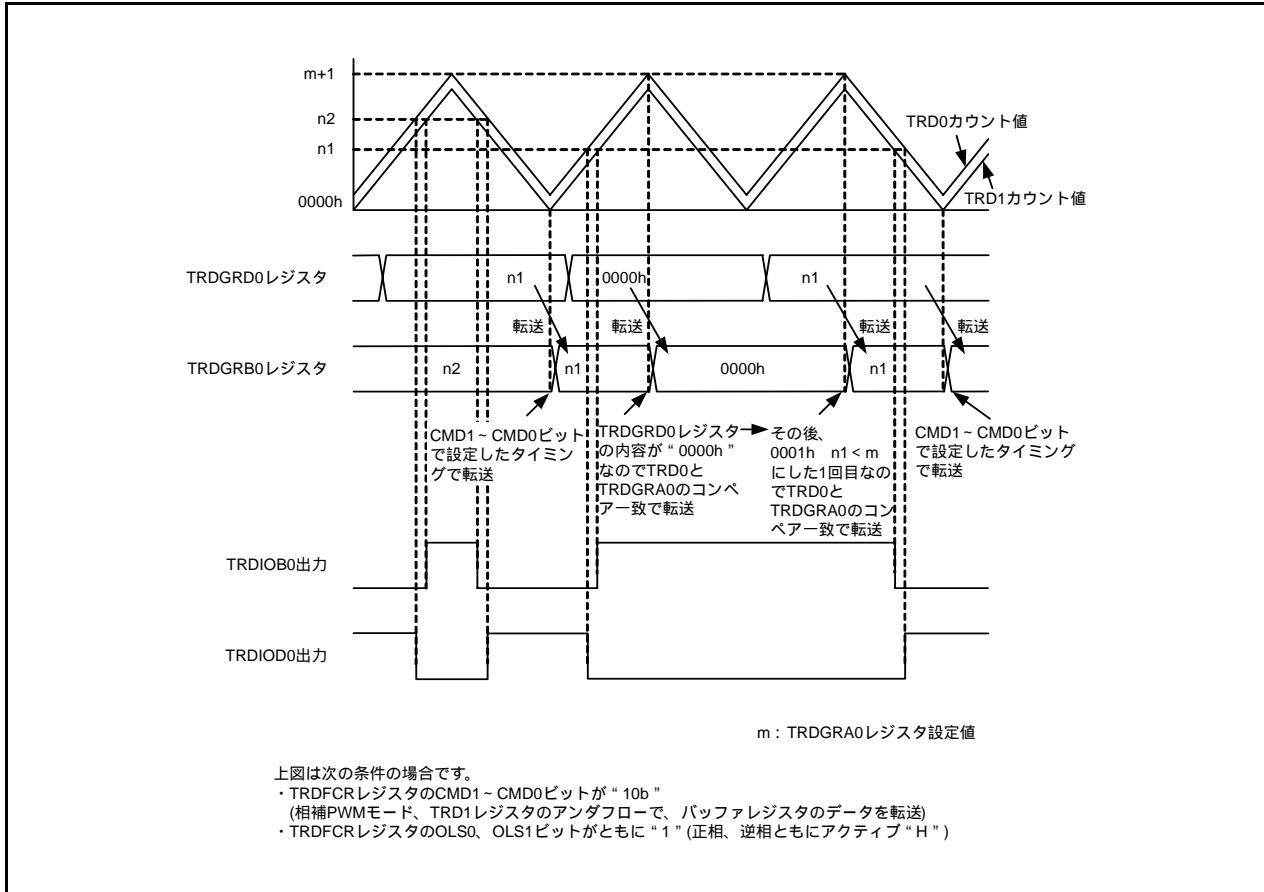 m+1
n2
n1
0000h
TRD0カウント値
TRD1カウント値
TRDGRD0レジスタ
n1
0000h
n1
転送
転送
転送
転送
TRDGRB0レジスタ
n2
n1
0000h
n1
CMD1~CMD0ビット
で設定したタイミン
グで転送
TRDGRD0レジスタ
の内容が“0000h”
なのでTRD0と
TRDGRA0のコンペ
ア一致で転送
その後、
0001h n1<m
にした1回目なの
でTRD0と
TRDGRA0のコン
ペア一致で転送
CMD1~CMD0ビット
で設定したタイミング
で転送
TRDIOB0出力
TRDIOD0出力
m:TRDGRA0レジスタ設定値
上図は次の条件の場合です。
・TRDFCRレジスタのCMD1~CMD0ビットが“10b”
(相補PWMモード、TRD1レジスタのアンダフローで、バッファレジスタのデータを転送)
・TRDFCRレジスタのOLS0、OLS1ビットがともに“1”(正相、逆相ともにアクティブ“H”)